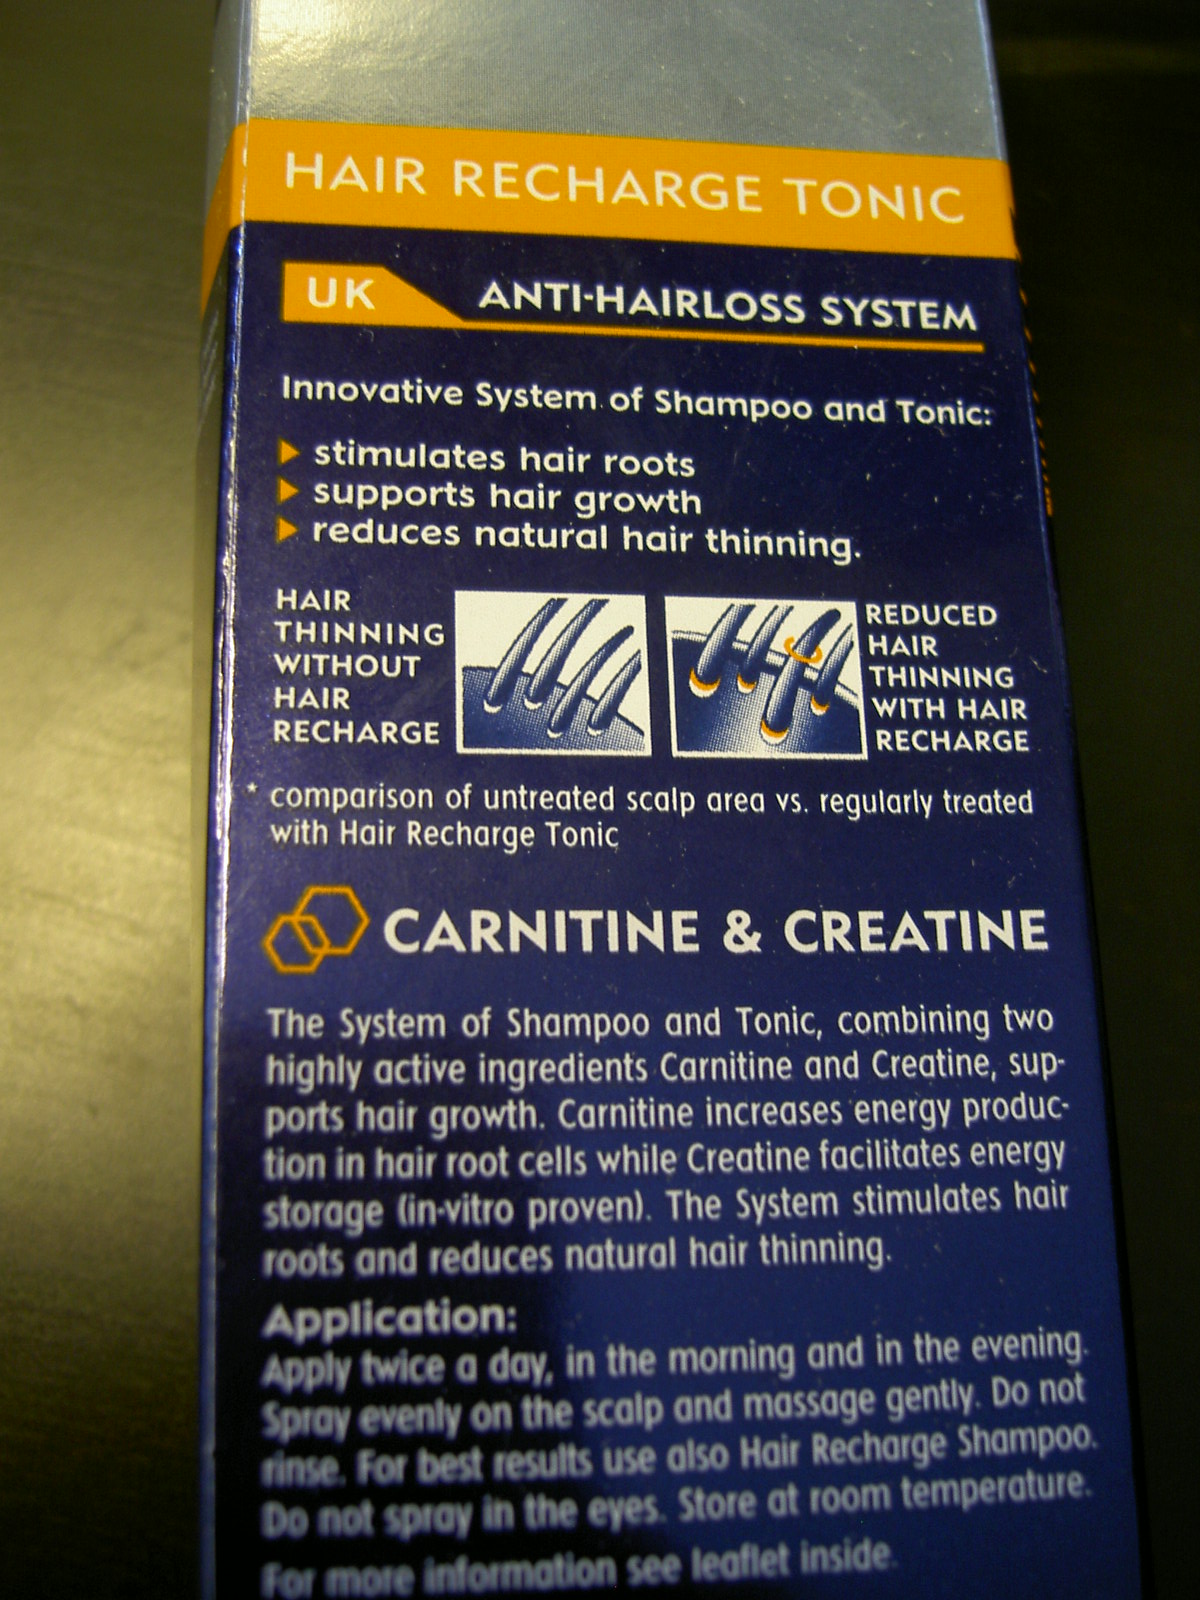 HAIR RECHARGE TONIC
UK
ANTI-HAIRLOSS SYSTEM
Innovative System of Shampoo and Tonic:
stimulates hair roots
supports hair growth
reduces natural hair thinning.
HAIR
THINNING
WITHOUT
HAIR
RECHARGE
REDUCED
HAIR
THINNING
WITH HAIR
RECHARGE
* comparison of untreated scalp area vs. regularly treated
with Hair Recharge Tonic
CARNITINE & CREATINE
The System of Shampoo and Tonic, combining two
highly active ingredients Carnitine and Creatine, sup-
ports hair growth. Carnitine increases energy produc-
tion in hair root cells while Creatine facilitates energy
storage (in-vitro proven). The System stimulates hair
roots and reduces natural hair thinning.
Application:
Apply twice a day, in the morning and in the evening.
Spray evenly on the scalp and massage gently. Do not
rinse. For best results use also Hair Recharge Shampoo.
Do not spray in the eyes. Store at room temperature.
For more information see leaflet inside.